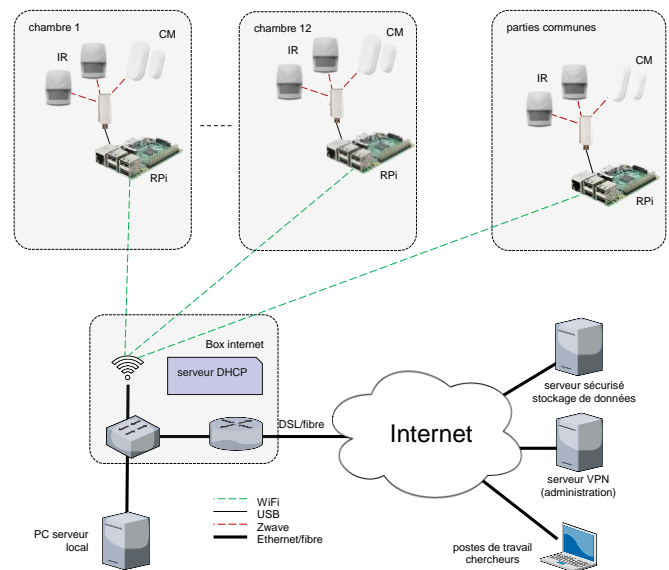 chambre 1
IR
CM
RPi
chambre 12
IR
CM
RPi
parties communes
IR
CM
RPi
Box internet
serveur DHCP
DSL/fibre
Internet
serveur sécurisé
stockage de données
serveur VPN
(administration)
postes de travail
chercheurs
PC serveur
local
WiFi
USB
Zwave
Ethernet/fibre